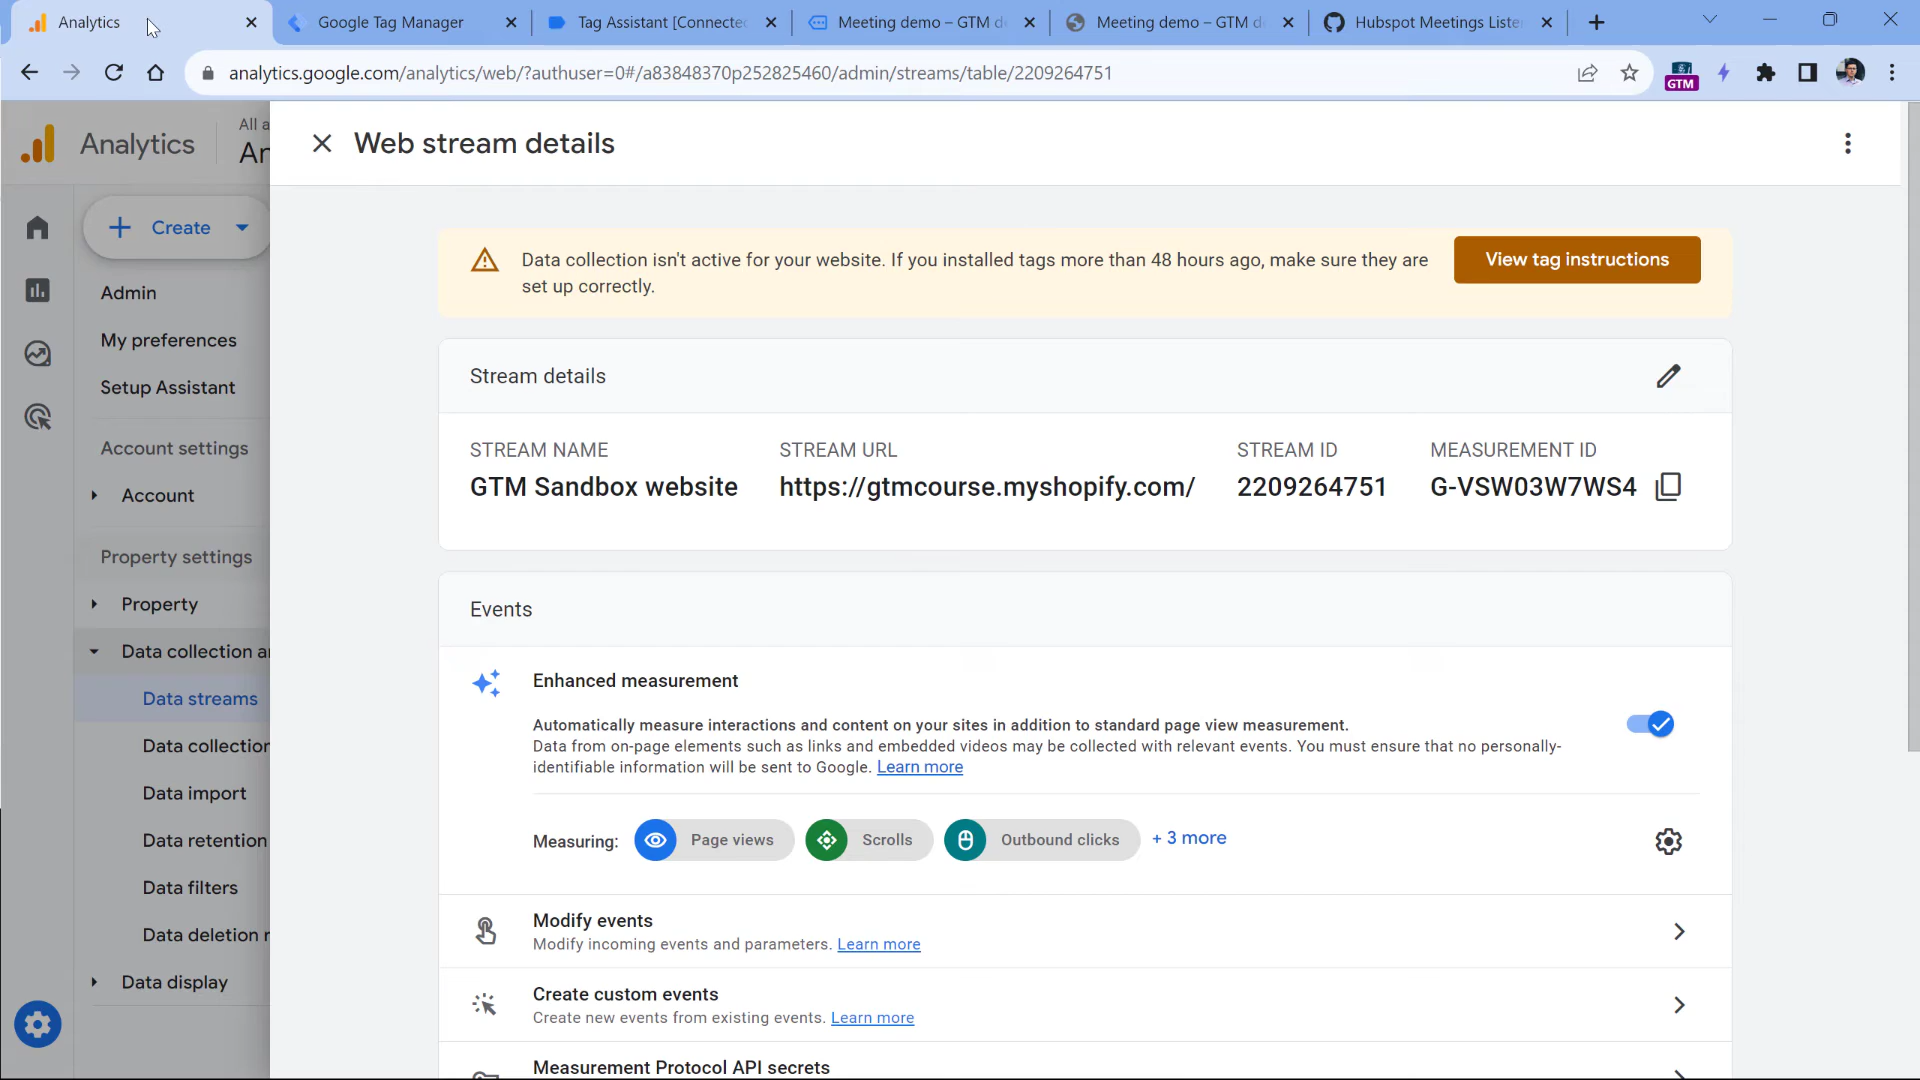 Analytics
Google Tag Manager
Tag Assistant [Connected
Meeting demo – GTM de
Meeting demo – GTM de
Hubspot Meetings Liste
analytics.google.com/analytics/web/?authuser=0#/a83848370p252825460/admin/streams/table/2209264751
GTM
Analytics
All a
An
Web stream details
Create
Data collection isn't active for your website. If you installed tags more than 48 hours ago, make sure they are
set up correctly.
View tag instructions
Admin
My preferences
Setup Assistant
Account settings
Account
Property settings
Property
Data collection a
Data streams
Data collection
Data import
Data retention
Data filters
Data deletion r
Data display
Stream details
STREAM NAME
STREAM URL
STREAM ID
MEASUREMENT ID
GTM Sandbox website
https://gtmcourse.myshopify.com/
2209264751
G-VSW03W7WS4
Events
Enhanced measurement
Automatically measure interactions and content on your sites in addition to standard page view measurement.
Data from on-page elements such as links and embedded videos may be collected with relevant events. You must ensure that no personally-
identifiable information will be sent to Google. Learn more
Measuring:
Page views
Scrolls
Outbound clicks
+ 3 more
Modify events
Modify incoming events and parameters. Learn more
Create custom events
Create new events from existing events. Learn more
Measurement Protocol API secrets